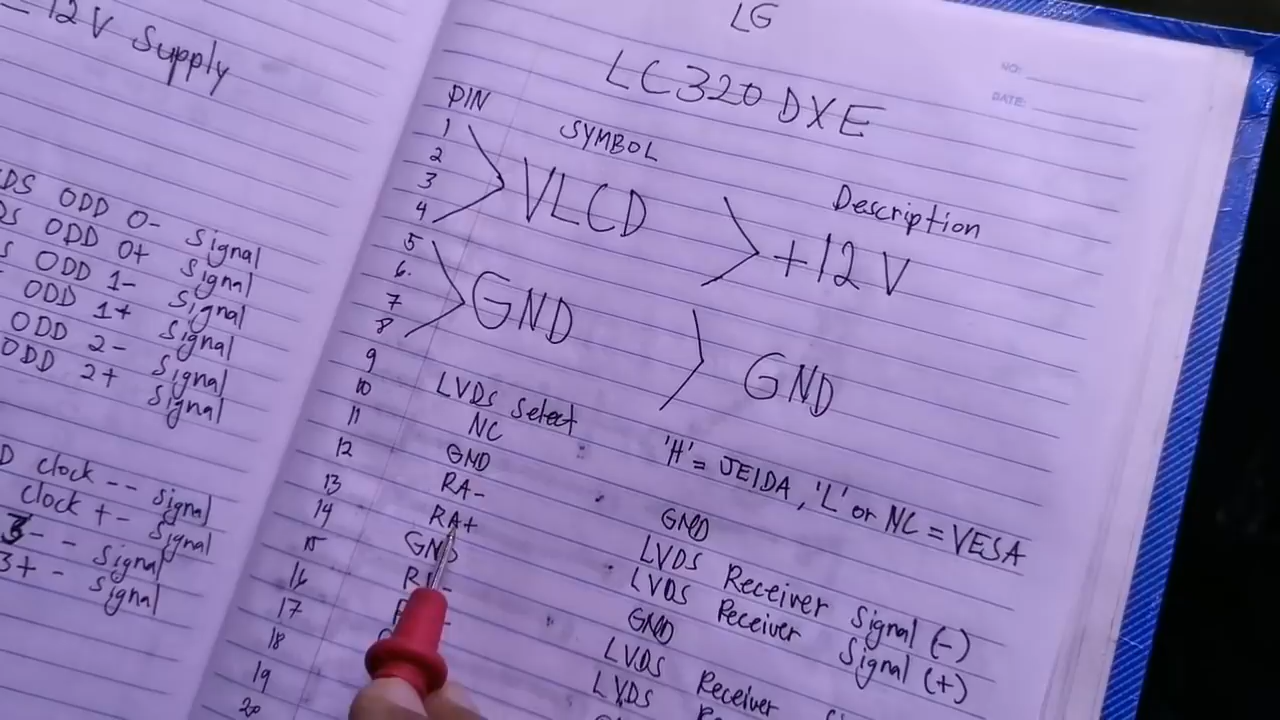 12V Supply
ODD 0- Signal
ODD 0+ Signal
ODD 1- Signal
ODD 1+ Signal
ODD 2- Signal
ODD 2+ Signal
clock -- Signal
clock +- Signal
3- - Signal
3+ - Signal
LG
LC320DXE
NO:
DATE:
PIN SYMBOL Description
1
2
3
4
VLCD +12V
5
6.
7
8
GND GND
9 LVDS Select 'H'= JEIDA, 'L' or NC = VESA
10 NC
11 GND GND
12 RA- LVDS Receiver Signal (-)
13 RA+ LVDS Receiver Signal (+)
14 GND GND
15 LVDS Receiver
16 LVDS
17
18
19
20